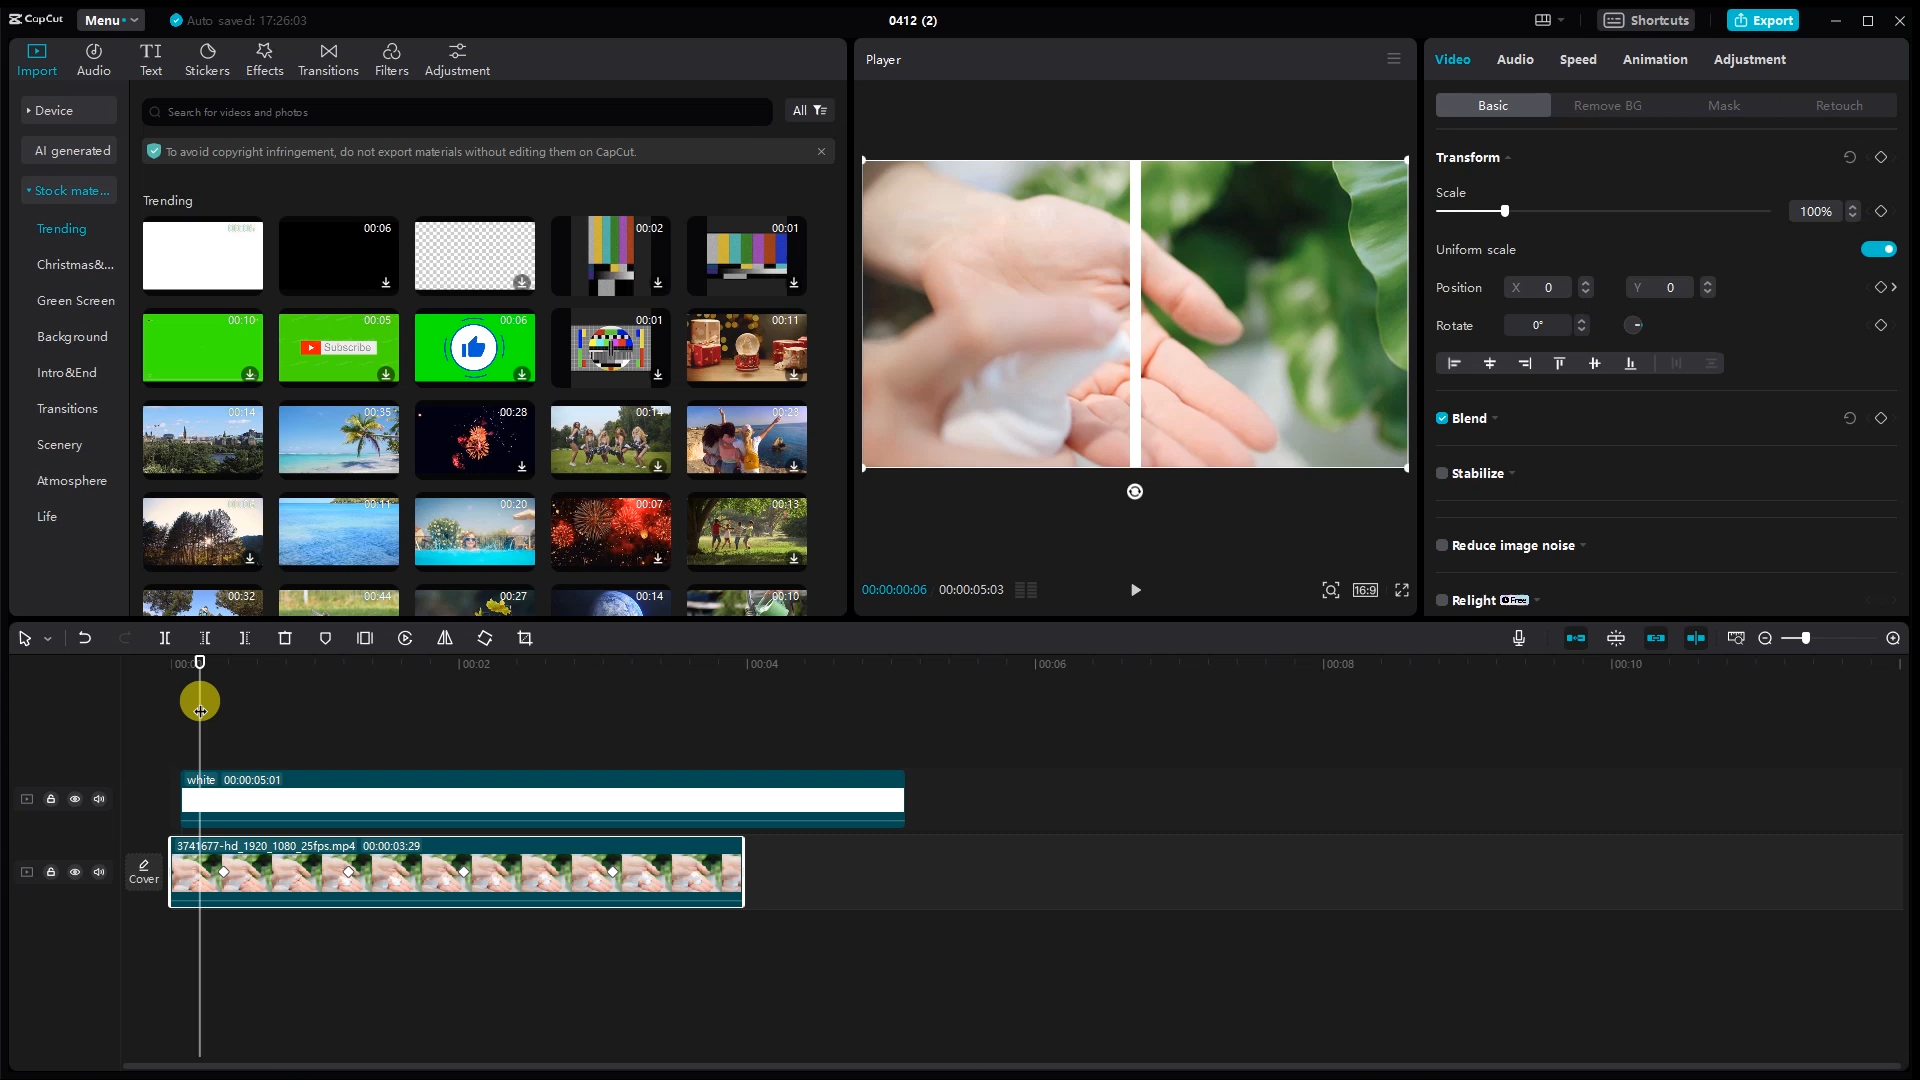 CapCut
Menu
Auto saved: 17:26:03
0412 (2)
Shortcuts
Export
Import
Audio
Text
Stickers
Effects
Transitions
Filters
Adjustment
Device
AI generated
Stock mate...
Trending
Christmas&...
Green Screen
Background
Intro&End
Transitions
Scenery
Atmosphere
Life
Search for videos and photos
All
To avoid copyright infringement, do not export materials without editing them on CapCut.
Trending
00:06
00:02
00:01
00:10
00:05
00:06
00:01
00:11
Subscribe
00:14
00:35
00:28
00:14
00:11
00:20
00:07
00:13
00:32
00:44
00:27
00:14
00:10
Player
00:00:00:06
00:00:05:03
16:9
Video
Audio
Speed
Animation
Adjustment
Basic
Remove BG
Mask
Retouch
Transform
Scale
100%
Uniform scale
Position
X 0
Y 0
Rotate
0°
Blend
Stabilize
Reduce image noise
Relight
Free
00:02
00:04
00:06
00:08
00:10
white 00:00:05:01
3741677-hd_1920_1080_25fps.mp4 00:00:03:29
Cover